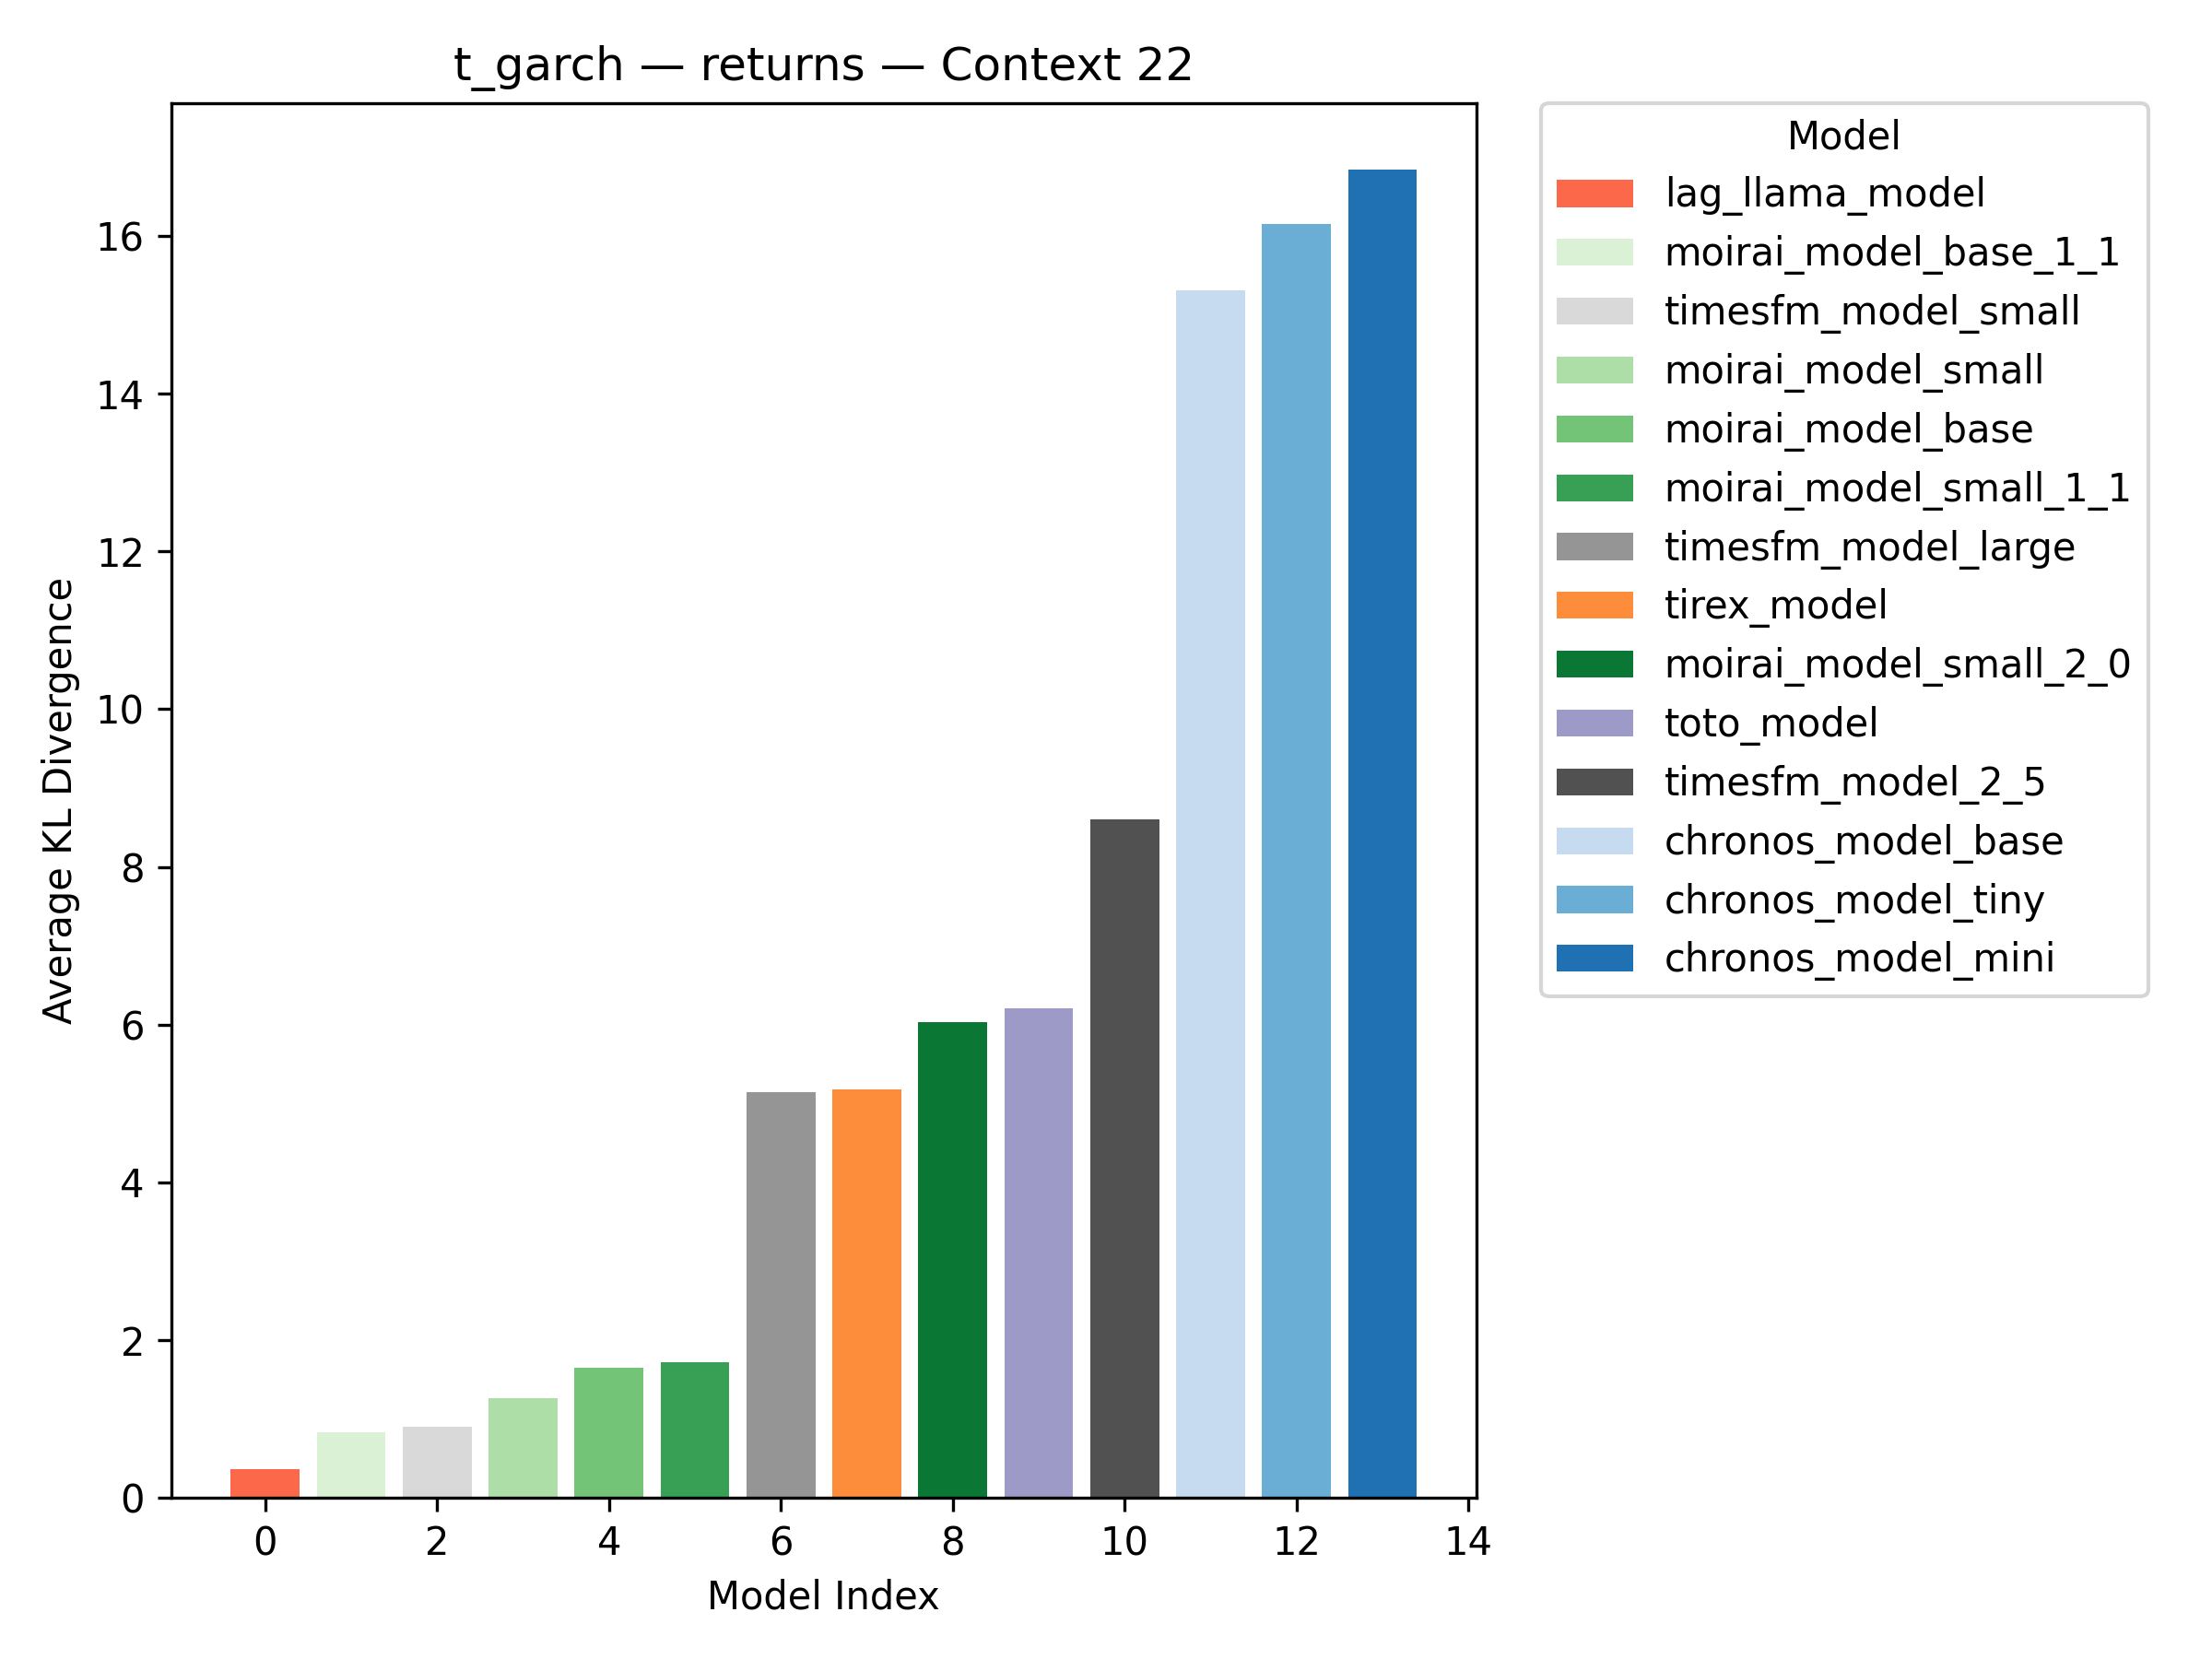 t_garch — returns — Context 22
Average KL Divergence
16
14
12
10
8
6
4
2
0
0 2 4 6 8 10 12 14
Model Index
Model
lag_llama_model
moirai_model_base_1_1
timesfm_model_small
moirai_model_small
moirai_model_base
moirai_model_small_1_1
timesfm_model_large
tirex_model
moirai_model_small_2_0
toto_model
timesfm_model_2_5
chronos_model_base
chronos_model_tiny
chronos_model_mini